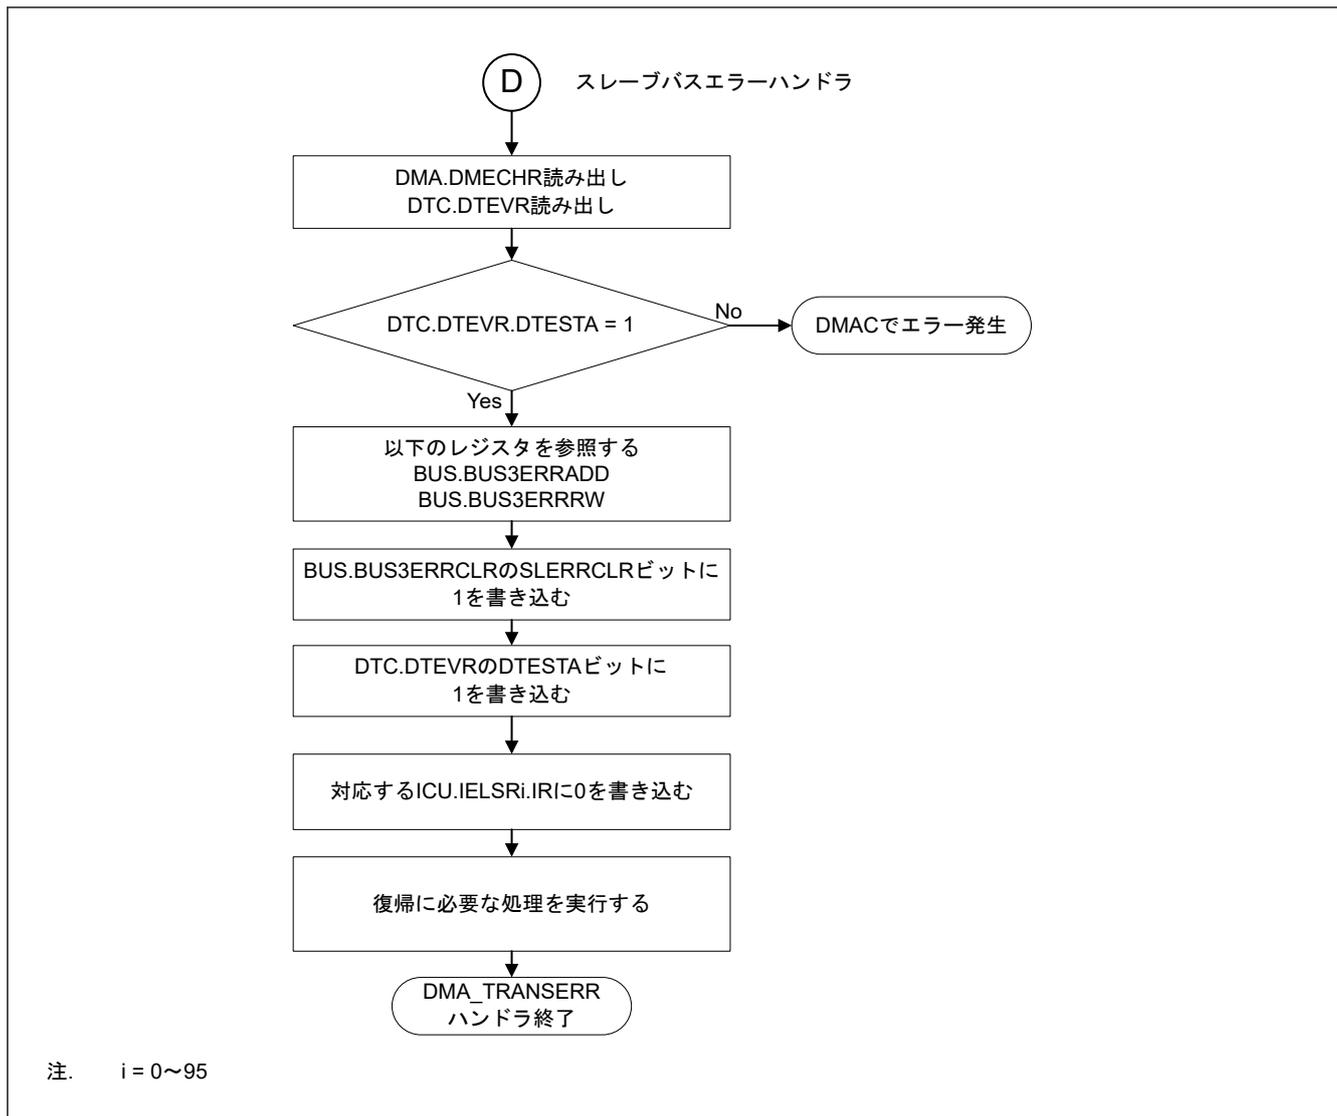 D スレーブバスエラーハンドラ
DMA.DMECHR読み出し
DTC.DTEVR読み出し
DTC.DTEVR.DTESTA = 1
No
DMACでエラー発生
Yes
以下のレジスタを参照する
BUS.BUS3ERRADD
BUS.BUS3ERRRW
BUS.BUS3ERRCLRのSLERRCLRビットに
1を書き込む
DTC.DTEVRのDTESTAビットに
1を書き込む
対応するICU.IELSRi.IRに0を書き込む
復帰に必要な処理を実行する
DMA_TRANSERR
ハンドラ終了
注. i = 0～95